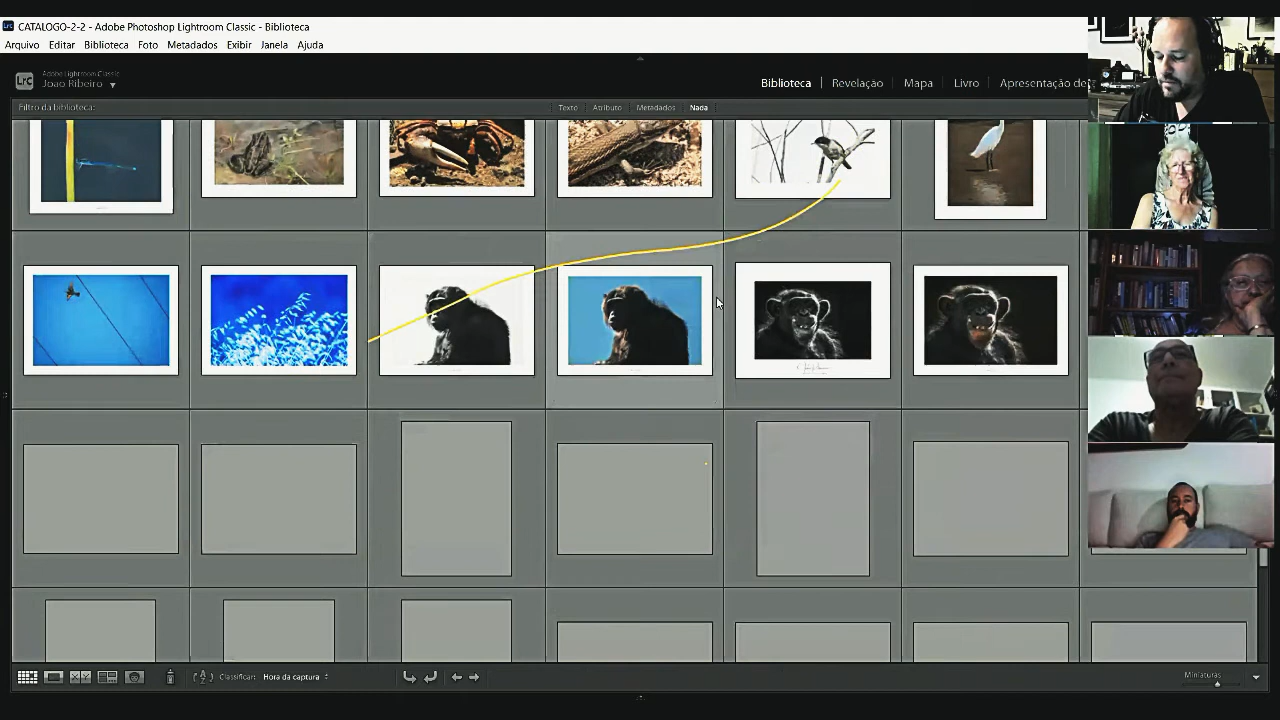 CATALOGO-2-2 - Adobe Photoshop Lightroom Classic - Biblioteca
Arquivo Editar Biblioteca Foto Metadados Exibir Janela Ajuda
Lrc Adobe Lightroom Classic
Joao Ribeiro
Biblioteca Revelação Mapa Livro Apresentação de
Filtro da biblioteca: Texto Atributo Metadados Nada
Classificar: Hora da captura
Miniaturas